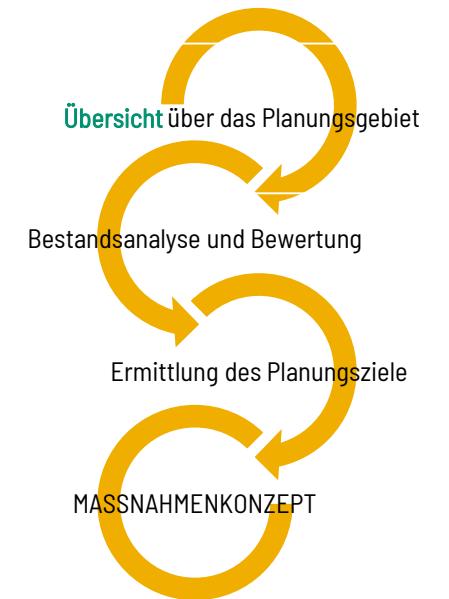 Übersicht über das Planungsgebiet
Bestandsanalyse und Bewertung
Ermittlung des Planungsziele
MASSNAHMENKONZEPT